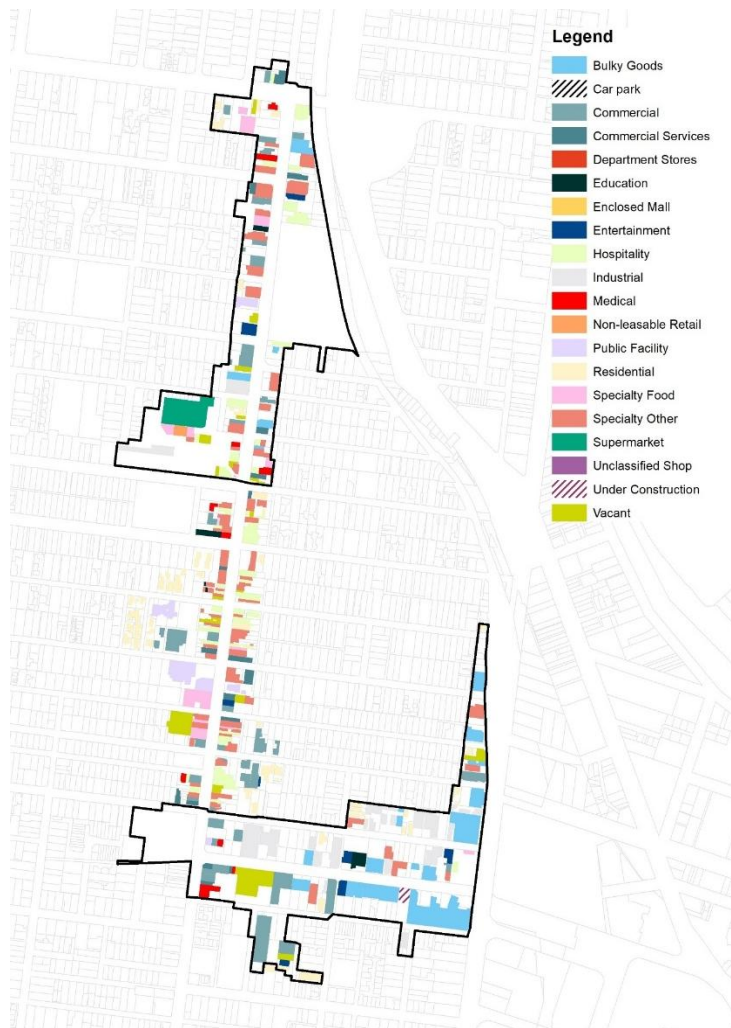 Legend
Bulky Goods
Car park
Commercial
Commercial Services
Department Stores
Education
Enclosed Mall
Entertainment
Hospitality
Industrial
Medical
Non-leasable Retail
Public Facility
Residential
Specialty Food
Specialty Other
Supermarket
Unclassified Shop
Under Construction
Vacant